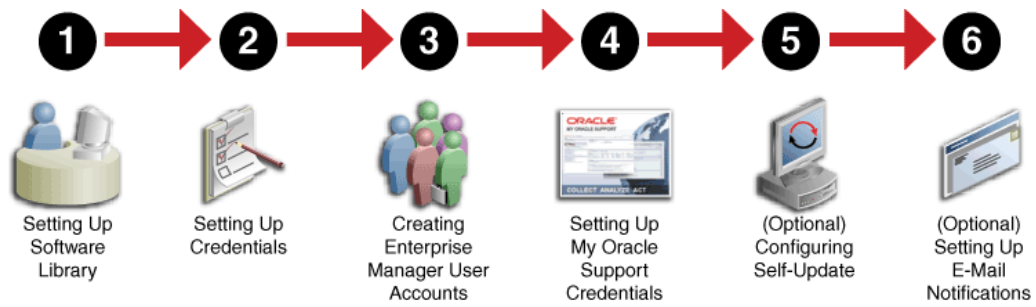 1
2
3
4
5
6
Setting Up
Software
Library
Setting Up
Credentials
Creating
Enterprise
Manager User
Accounts
ORACLE
MY ORACLE SUPPORT
COLLECT ANALYZE ACT
Setting Up
My Oracle
Support
Credentials
(Optional)
Configuring
Self-Update
(Optional)
Setting Up
E-Mail
Notifications